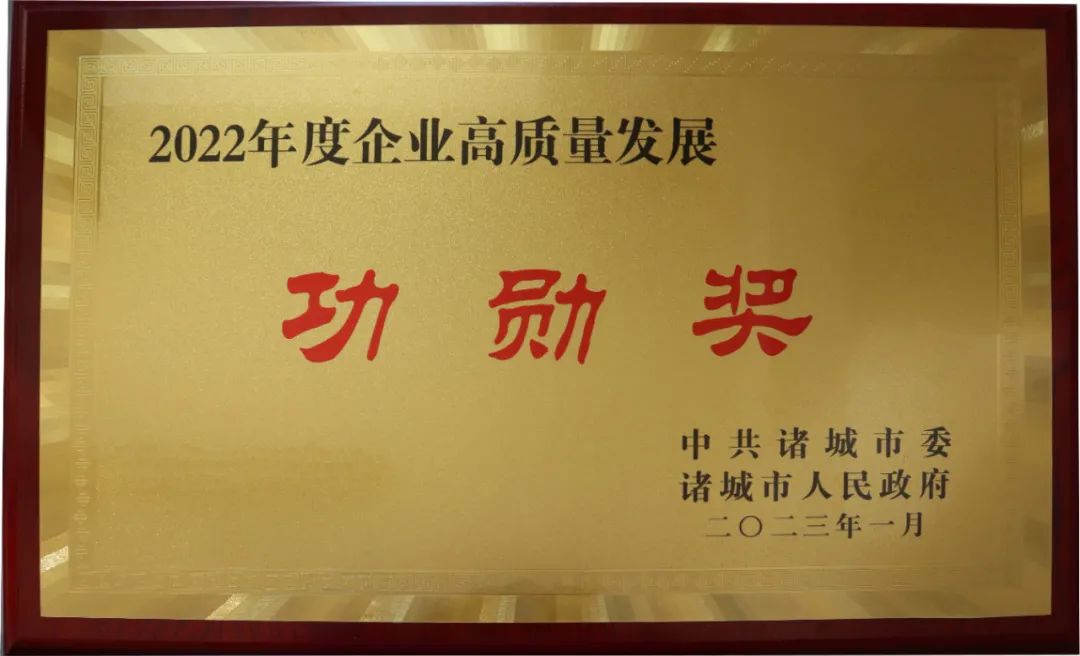 2022年度企业高质量发展
功勋奖
中共诸城市委
诸城市人民政府
二〇二三年一月